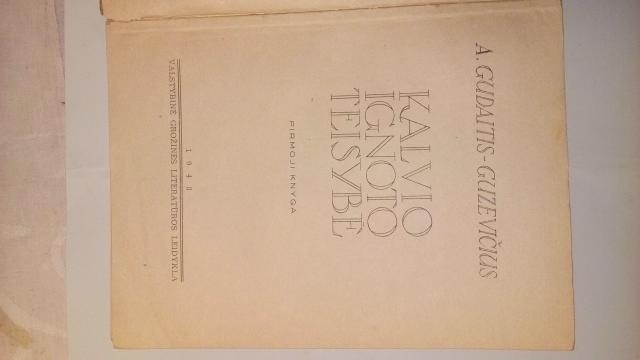 A. GUDAITIS-GUZEVIČIUS
KALVIO
IGNOTO
TEISYBĖ
PIRMOJI KNYGA
1948
VALSTYBINĖ GROŽINĖS LITERATŪROS LEIDYKLA